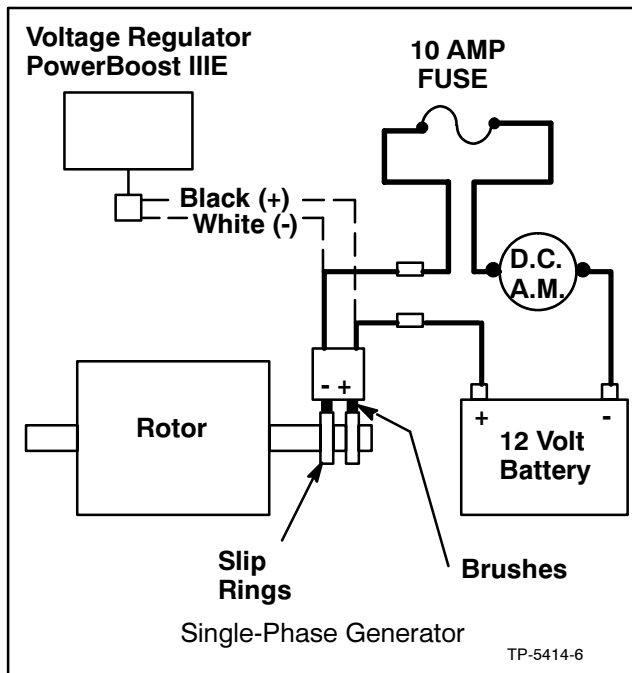 Voltage Regulator
PowerBoost IIIE
10 AMP
FUSE
Black (+)
White (-)
D.C.
A.M.
- +
Rotor
+ -
12 Volt
Battery
Slip
Rings
Brushes
Single-Phase Generator
TP-5414-6